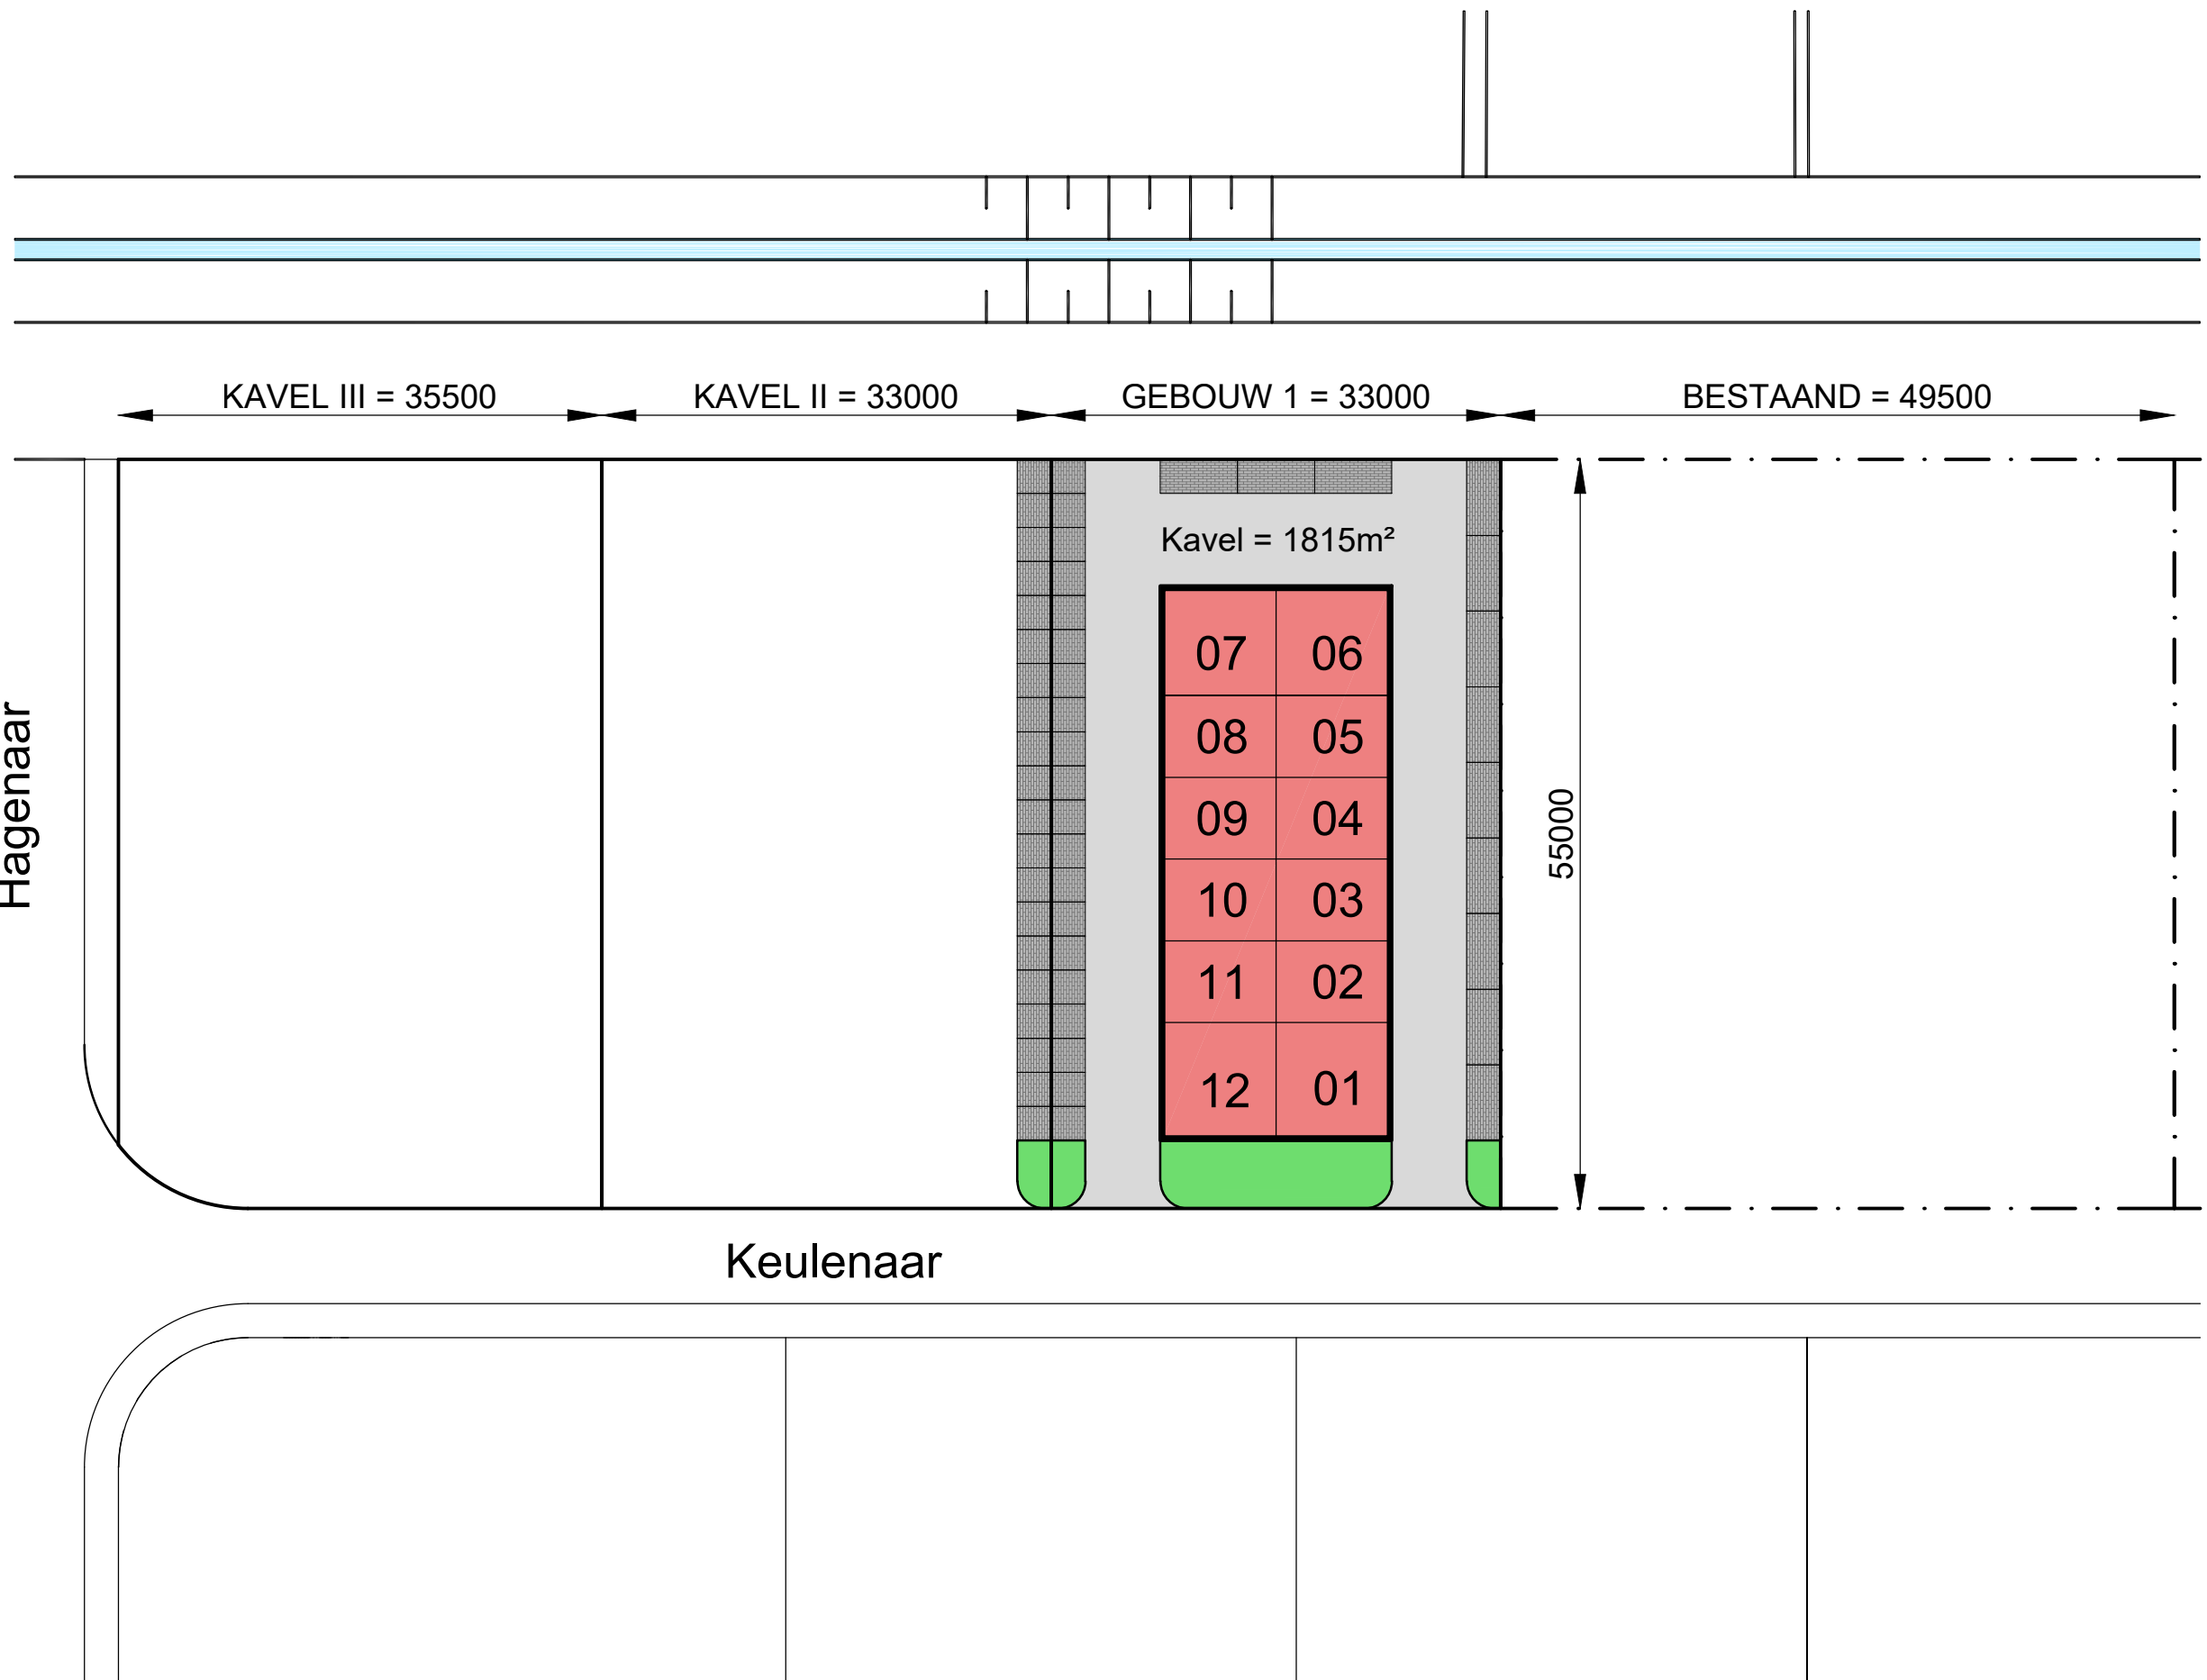 KAVEL III = 35500
KAVEL II = 33000
GEBOUW 1 = 33000
BESTAAND = 49500
Kavel = 1815m²
07
06
08
05
09
04
10
03
11
02
12
01
55000
Hagenaar
Keulenaar